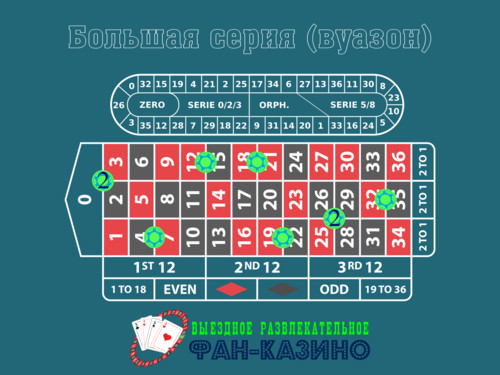 Большая серия (вуазон)
0 32 15 19 4 21 2 25 17 34 6 27 13 36 11 30 8
26 ZERO SERIE 0/2/3 ORPH. SERIE 5/8 23
10
3 35 12 28 7 29 18 22 9 31 14 20 1 33 16 24 5
3 6 9 12 15 18 21 24 27 30 33 36 2 TO 1
2
0 2 5 8 11 14 17 20 23 26 29 32 35 2 TO 1
2
1 4 7 10 13 16 19 22 25 28 31 34 2 TO 1
1ST 12 2ND 12 3RD 12
1 TO 18 EVEN ODD 19 TO 36
ВЫЕЗДНОЕ РАЗВЛЕКАТЕЛЬНОЕ
ФАН-КАЗИНО